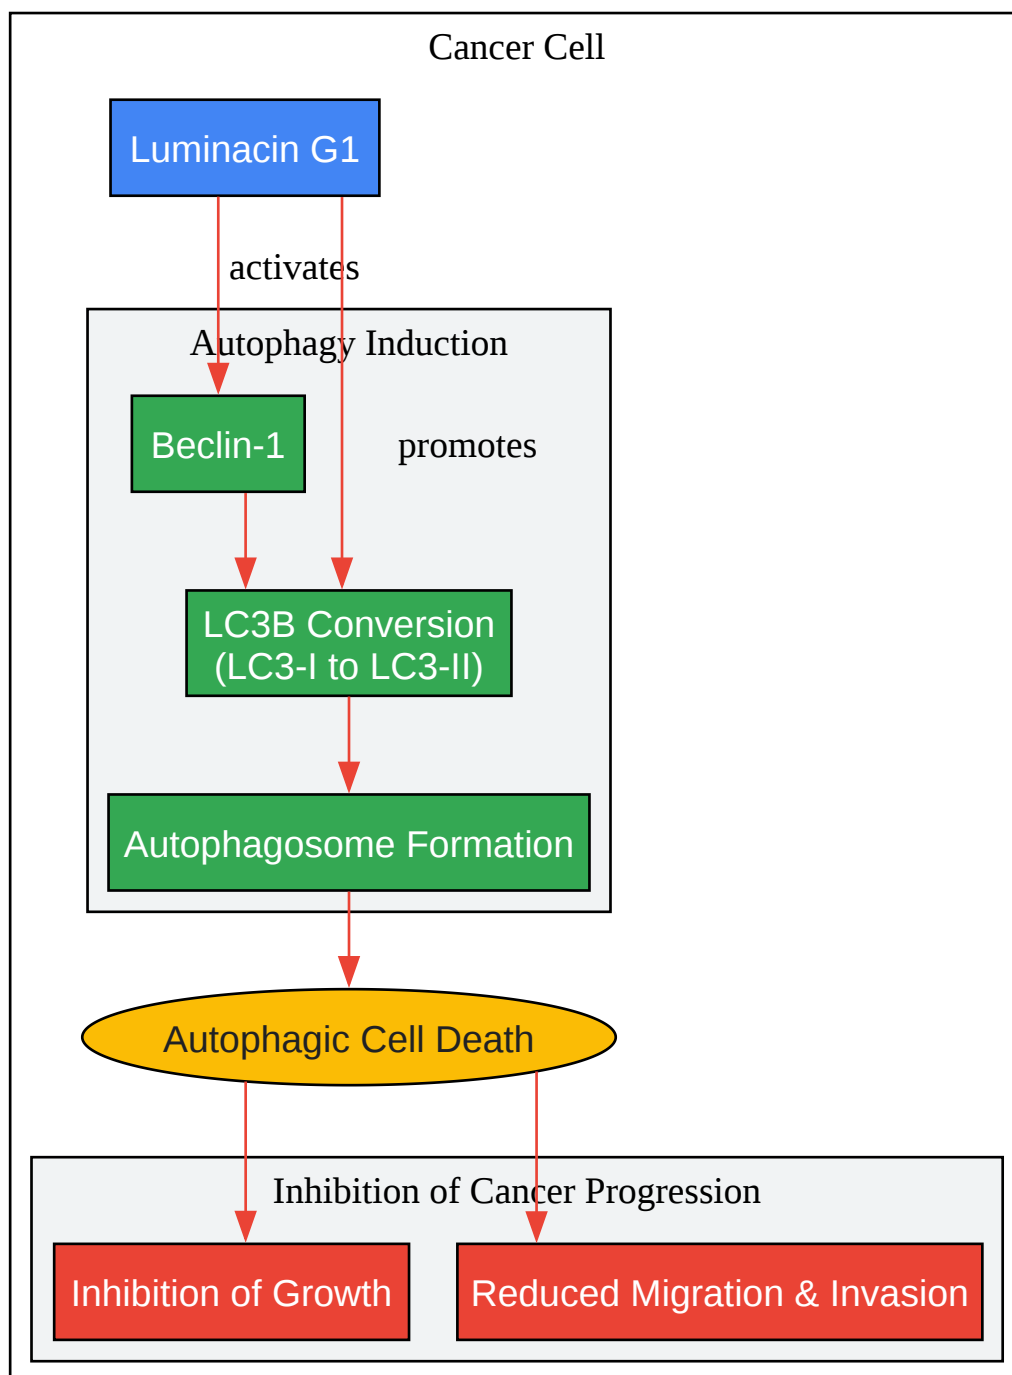 Cancer Cell
Luminacin G1
activates
Autophagy Induction
Beclin-1
promotes
LC3B Conversion
(LC3-I to LC3-II)
Autophagosome Formation
Autophagic Cell Death
Inhibition of Cancer Progression
Inhibition of Growth
Reduced Migration & Invasion